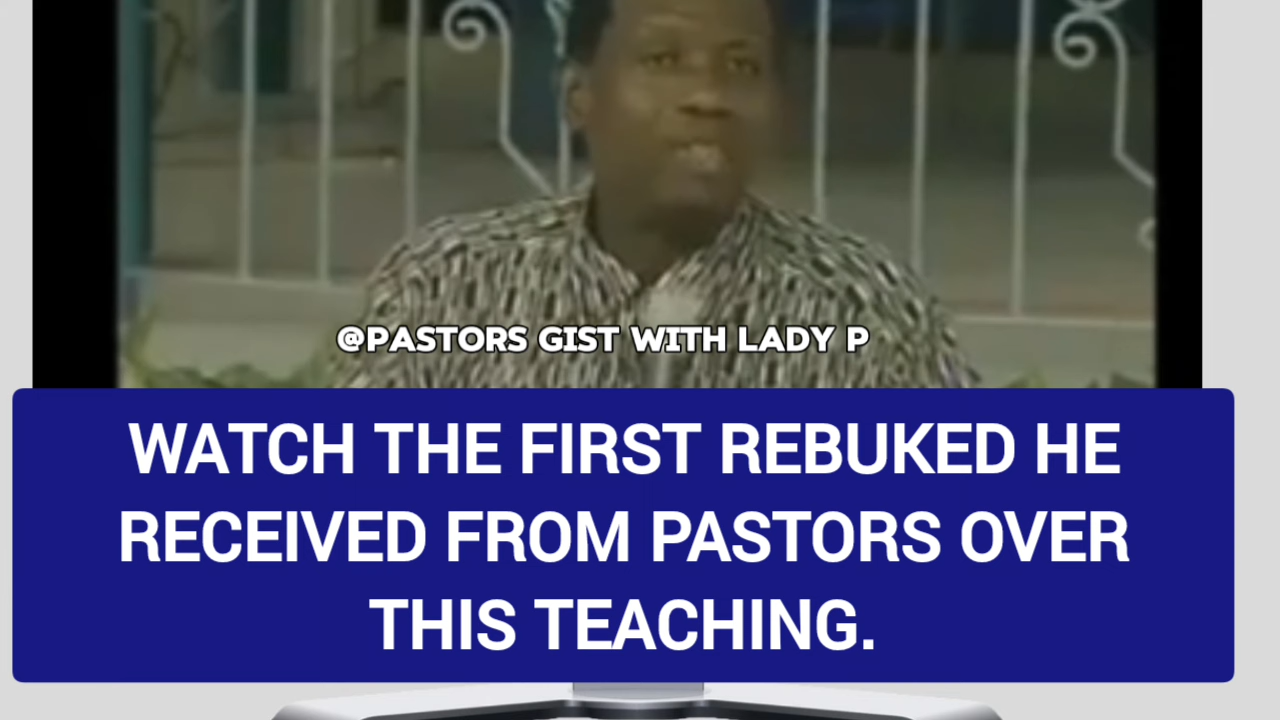 @PASTORS GIST WITH LADY P
WATCH THE FIRST REBUKED HE
RECEIVED FROM PASTORS OVER
THIS TEACHING.